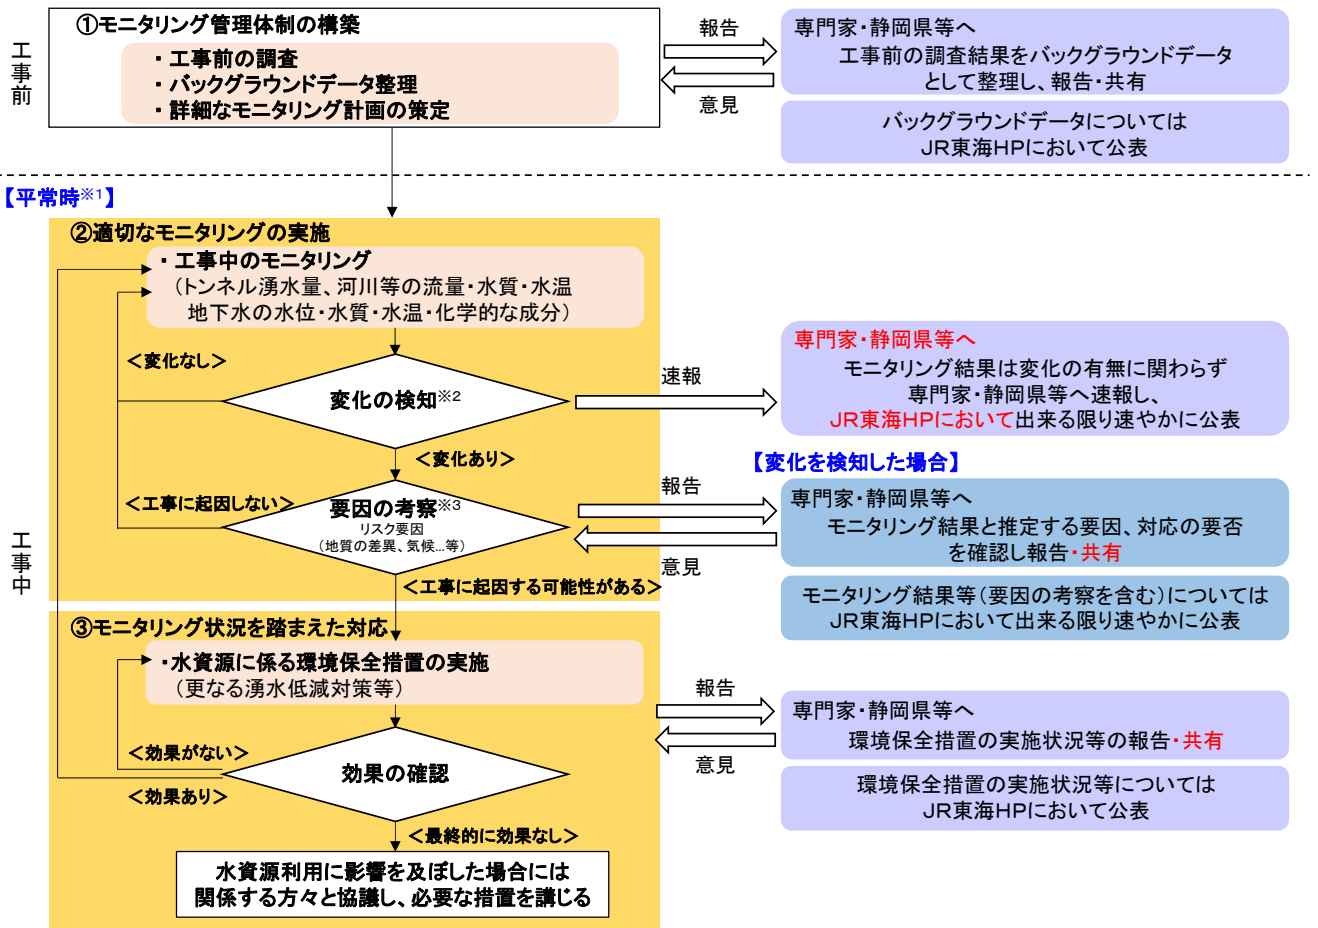 工事前
①モニタリング管理体制の構築
・工事前の調査
・バックグラウンドデータ整理
・詳細なモニタリング計画の策定
報告
意見
専門家・静岡県等へ
工事前の調査結果をバックグラウンドデータ
として整理し、報告・共有
バックグラウンドデータについては
JR東海HPにおいて公表
【平常時※1】
工事中
②適切なモニタリングの実施
・工事中のモニタリング
（トンネル湧水量、河川等の流量・水質・水温
地下水の水位・水質・水温・化学的な成分）
＜変化なし＞
変化の検知※2
速報
専門家・静岡県等へ
モニタリング結果は変化の有無に関わらず
専門家・静岡県等へ速報し、
JR東海HPにおいて出来る限り速やかに公表
＜変化あり＞
【変化を検知した場合】
＜工事に起因しない＞
要因の考察※3
リスク要因
（地質の差異、気候…等）
報告
意見
専門家・静岡県等へ
モニタリング結果と推定する要因、対応の要否
を確認し報告・共有
＜工事に起因する可能性がある＞
モニタリング結果等（要因の考察を含む）については
JR東海HPにおいて出来る限り速やかに公表
③モニタリング状況を踏まえた対応
・水資源に係る環境保全措置の実施
（更なる湧水低減対策等）
報告
意見
専門家・静岡県等へ
環境保全措置の実施状況等の報告・共有
＜効果がない＞
効果の確認
＜効果あり＞
環境保全措置の実施状況等については
JR東海HPにおいて公表
＜最終的に効果なし＞
水資源利用に影響を及ぼした場合には
関係する方々と協議し、必要な措置を講じる